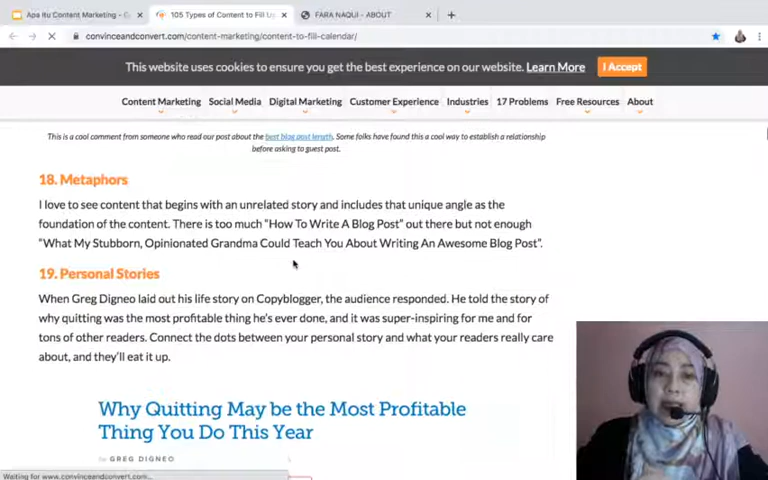 Apa Itu Content Marketing -
105 Types of Content to Fill U
FARA NAQUI - ABOUT
convinceandconvert.com/content-marketing/content-to-fill-calendar/
This website uses cookies to ensure you get the best experience on our website. Learn More
I Accept
Content Marketing Social Media Digital Marketing Customer Experience Industries 17 Problems Free Resources About
This is a cool comment from someone who read our post about the best blog post length. Some folks have found this a cool way to establish a relationship
before asking to guest post.
18. Metaphors
I love to see content that begins with an unrelated story and includes that unique angle as the
foundation of the content. There is too much “How To Write A Blog Post” out there but not enough
“What My Stubborn, Opinionated Grandma Could Teach You About Writing An Awesome Blog Post”.
19. Personal Stories
When Greg Digneo laid out his life story on Copyblogger, the audience responded. He told the story of
why quitting was the most profitable thing he's ever done, and it was super-inspiring for me and for
tons of other readers. Connect the dots between your personal story and what your readers really care
about, and they'll eat it up.
Why Quitting May be the Most Profitable
Thing You Do This Year
by GREG DIGNEO
Waiting for www.convinceandconvert.com...